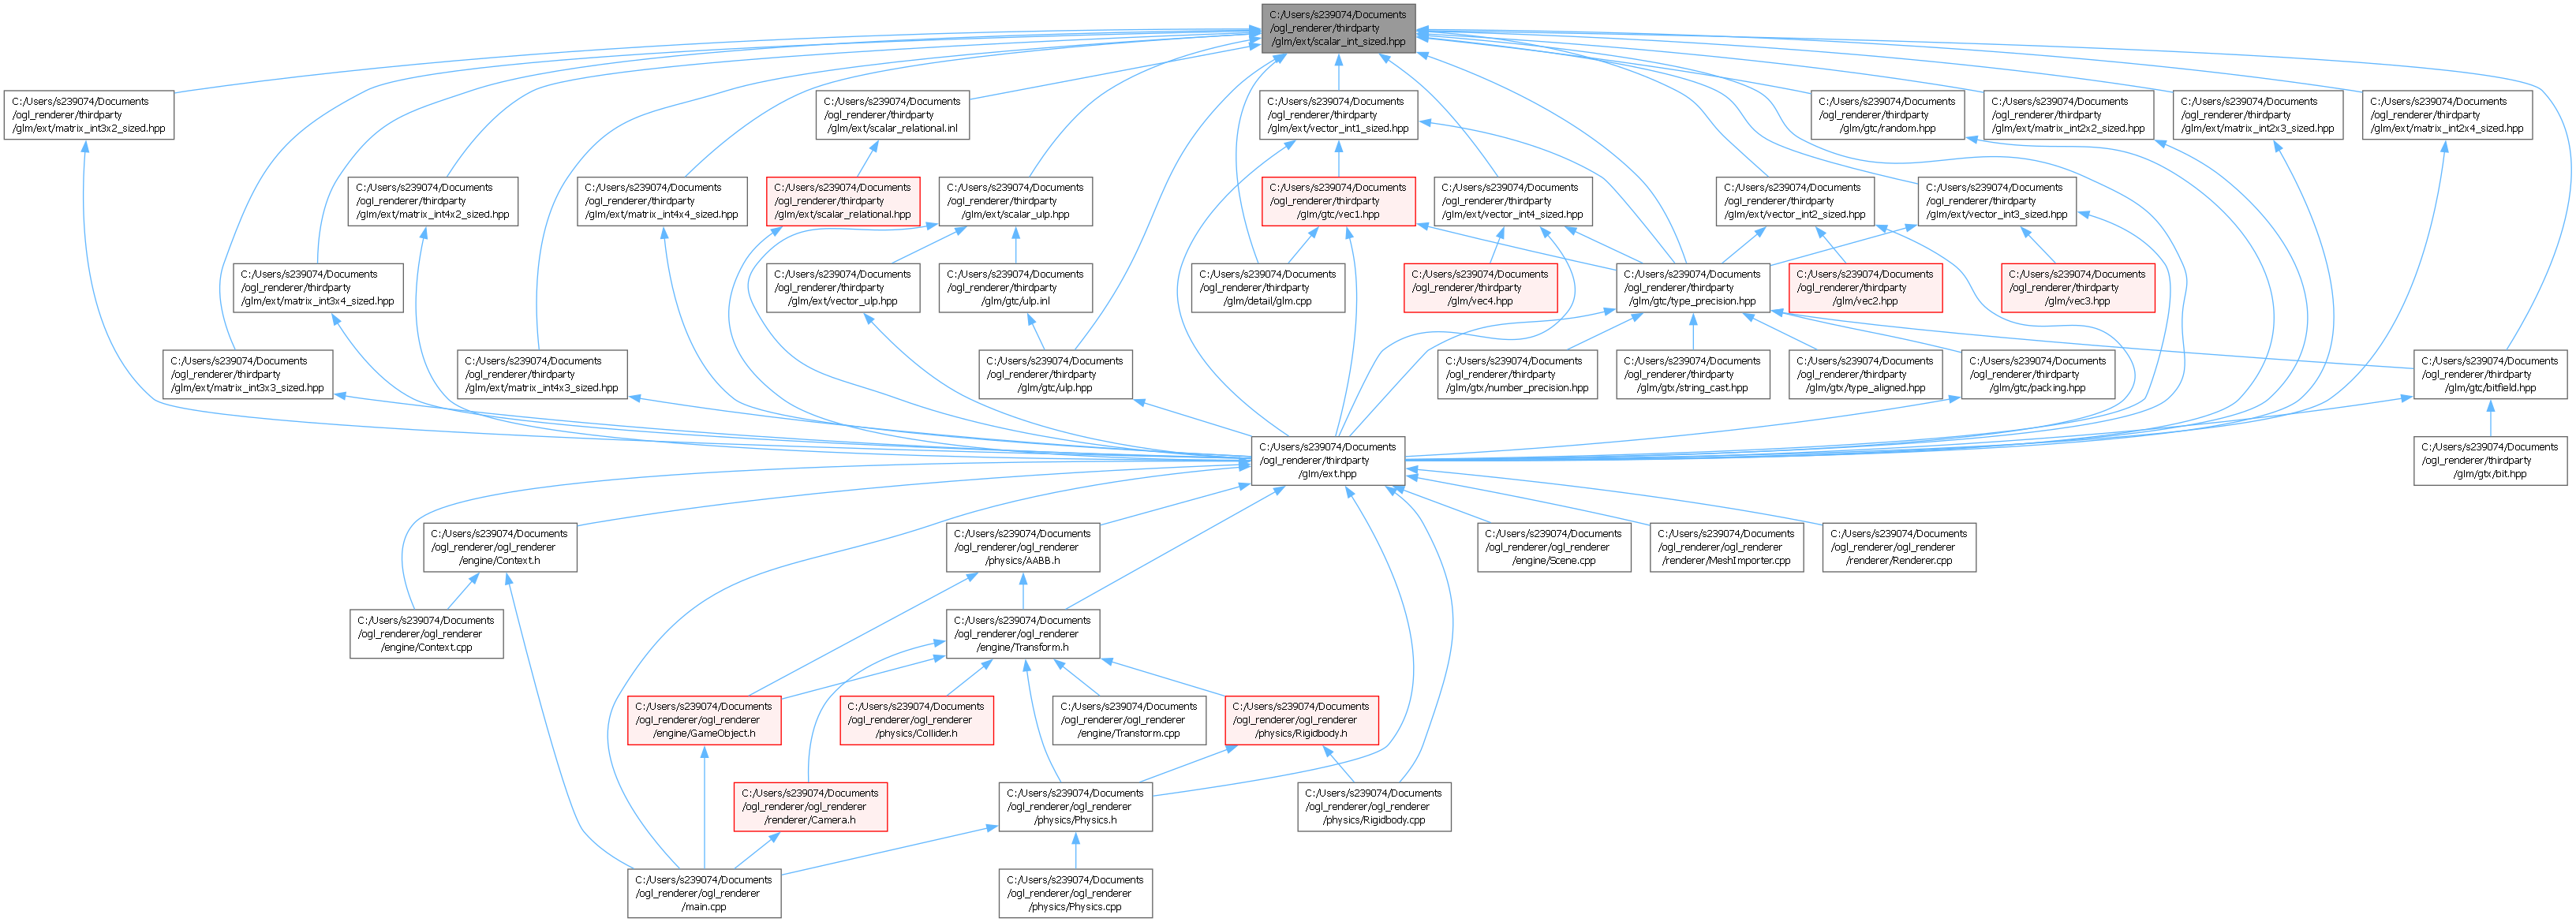 C:/Users/s239074/Documents
/ogl_renderer/thirdparty
/glm/ext/scalar_int_sized.hpp
C:/Users/s239074/Documents
/ogl_renderer/thirdparty
/glm/ext/matrix_int3x2_sized.hpp
C:/Users/s239074/Documents
/ogl_renderer/thirdparty
/glm/ext/scalar_relational.inl
C:/Users/s239074/Documents
/ogl_renderer/thirdparty
/glm/ext/vector_int1_sized.hpp
C:/Users/s239074/Documents
/ogl_renderer/thirdparty
/glm/gtc/random.hpp
C:/Users/s239074/Documents
/ogl_renderer/thirdparty
/glm/ext/matrix_int2x2_sized.hpp
C:/Users/s239074/Documents
/ogl_renderer/thirdparty
/glm/ext/matrix_int2x3_sized.hpp
C:/Users/s239074/Documents
/ogl_renderer/thirdparty
/glm/ext/matrix_int2x4_sized.hpp
C:/Users/s239074/Documents
/ogl_renderer/thirdparty
/glm/ext/matrix_int4x2_sized.hpp
C:/Users/s239074/Documents
/ogl_renderer/thirdparty
/glm/ext/matrix_int4x4_sized.hpp
C:/Users/s239074/Documents
/ogl_renderer/thirdparty
/glm/ext/scalar_relational.hpp
C:/Users/s239074/Documents
/ogl_renderer/thirdparty
/glm/ext/scalar_ulp.hpp
C:/Users/s239074/Documents
/ogl_renderer/thirdparty
/glm/gtc/vec1.hpp
C:/Users/s239074/Documents
/ogl_renderer/thirdparty
/glm/ext/vector_int4_sized.hpp
C:/Users/s239074/Documents
/ogl_renderer/thirdparty
/glm/ext/vector_int2_sized.hpp
C:/Users/s239074/Documents
/ogl_renderer/thirdparty
/glm/ext/vector_int3_sized.hpp
C:/Users/s239074/Documents
/ogl_renderer/thirdparty
/glm/ext/matrix_int3x4_sized.hpp
C:/Users/s239074/Documents
/ogl_renderer/thirdparty
/glm/ext/vector_ulp.hpp
C:/Users/s239074/Documents
/ogl_renderer/thirdparty
/glm/gtc/ulp.inl
C:/Users/s239074/Documents
/ogl_renderer/thirdparty
/glm/detail/glm.cpp
C:/Users/s239074/Documents
/ogl_renderer/thirdparty
/glm/vec4.hpp
C:/Users/s239074/Documents
/ogl_renderer/thirdparty
/glm/gtc/type_precision.hpp
C:/Users/s239074/Documents
/ogl_renderer/thirdparty
/glm/vec2.hpp
C:/Users/s239074/Documents
/ogl_renderer/thirdparty
/glm/vec3.hpp
C:/Users/s239074/Documents
/ogl_renderer/thirdparty
/glm/ext/matrix_int3x3_sized.hpp
C:/Users/s239074/Documents
/ogl_renderer/thirdparty
/glm/ext/matrix_int4x3_sized.hpp
C:/Users/s239074/Documents
/ogl_renderer/thirdparty
/glm/gtc/ulp.hpp
C:/Users/s239074/Documents
/ogl_renderer/thirdparty
/glm/gtx/number_precision.hpp
C:/Users/s239074/Documents
/ogl_renderer/thirdparty
/glm/gtx/string_cast.hpp
C:/Users/s239074/Documents
/ogl_renderer/thirdparty
/glm/gtx/type_aligned.hpp
C:/Users/s239074/Documents
/ogl_renderer/thirdparty
/glm/gtc/packing.hpp
C:/Users/s239074/Documents
/ogl_renderer/thirdparty
/glm/gtc/bitfield.hpp
C:/Users/s239074/Documents
/ogl_renderer/thirdparty
/glm/ext.hpp
C:/Users/s239074/Documents
/ogl_renderer/thirdparty
/glm/gtx/bit.hpp
C:/Users/s239074/Documents
/ogl_renderer/ogl_renderer
/engine/Context.h
C:/Users/s239074/Documents
/ogl_renderer/ogl_renderer
/physics/AABB.h
C:/Users/s239074/Documents
/ogl_renderer/ogl_renderer
/engine/Scene.cpp
C:/Users/s239074/Documents
/ogl_renderer/ogl_renderer
/renderer/MeshImporter.cpp
C:/Users/s239074/Documents
/ogl_renderer/ogl_renderer
/renderer/Renderer.cpp
C:/Users/s239074/Documents
/ogl_renderer/ogl_renderer
/engine/Context.cpp
C:/Users/s239074/Documents
/ogl_renderer/ogl_renderer
/engine/Transform.h
C:/Users/s239074/Documents
/ogl_renderer/ogl_renderer
/engine/GameObject.h
C:/Users/s239074/Documents
/ogl_renderer/ogl_renderer
/physics/Collider.h
C:/Users/s239074/Documents
/ogl_renderer/ogl_renderer
/engine/Transform.cpp
C:/Users/s239074/Documents
/ogl_renderer/ogl_renderer
/physics/Rigidbody.h
C:/Users/s239074/Documents
/ogl_renderer/ogl_renderer
/renderer/Camera.h
C:/Users/s239074/Documents
/ogl_renderer/ogl_renderer
/physics/Physics.h
C:/Users/s239074/Documents
/ogl_renderer/ogl_renderer
/physics/Rigidbody.cpp
C:/Users/s239074/Documents
/ogl_renderer/ogl_renderer
/main.cpp
C:/Users/s239074/Documents
/ogl_renderer/ogl_renderer
/physics/Physics.cpp